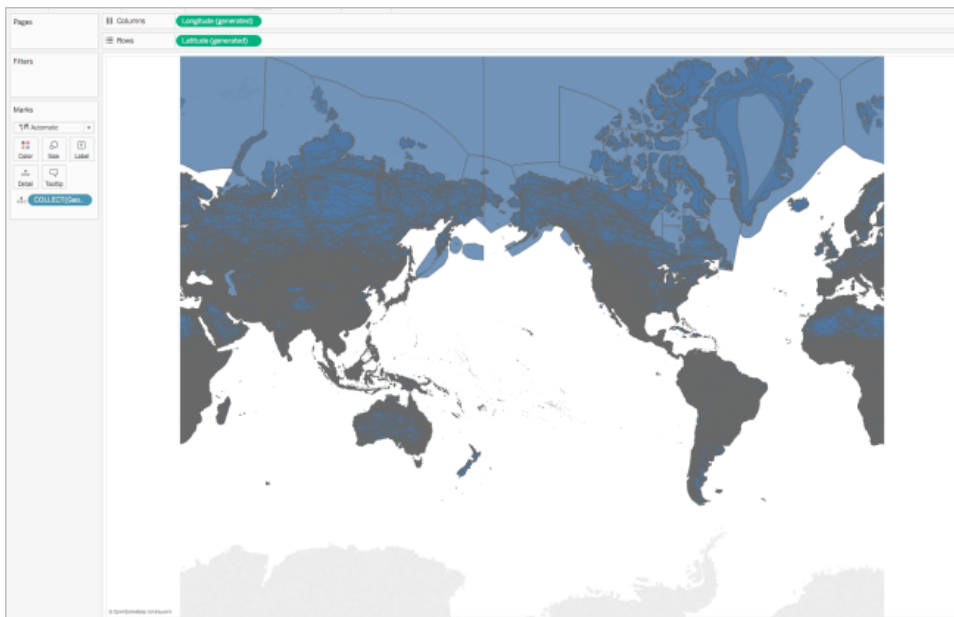 Pages
Columns
Longitude (generated)
Rows
Latitude (generated)
Filters
Marks
Automatic
Color
Size
Label
Detail
Tooltip
COLLECT(Geo..